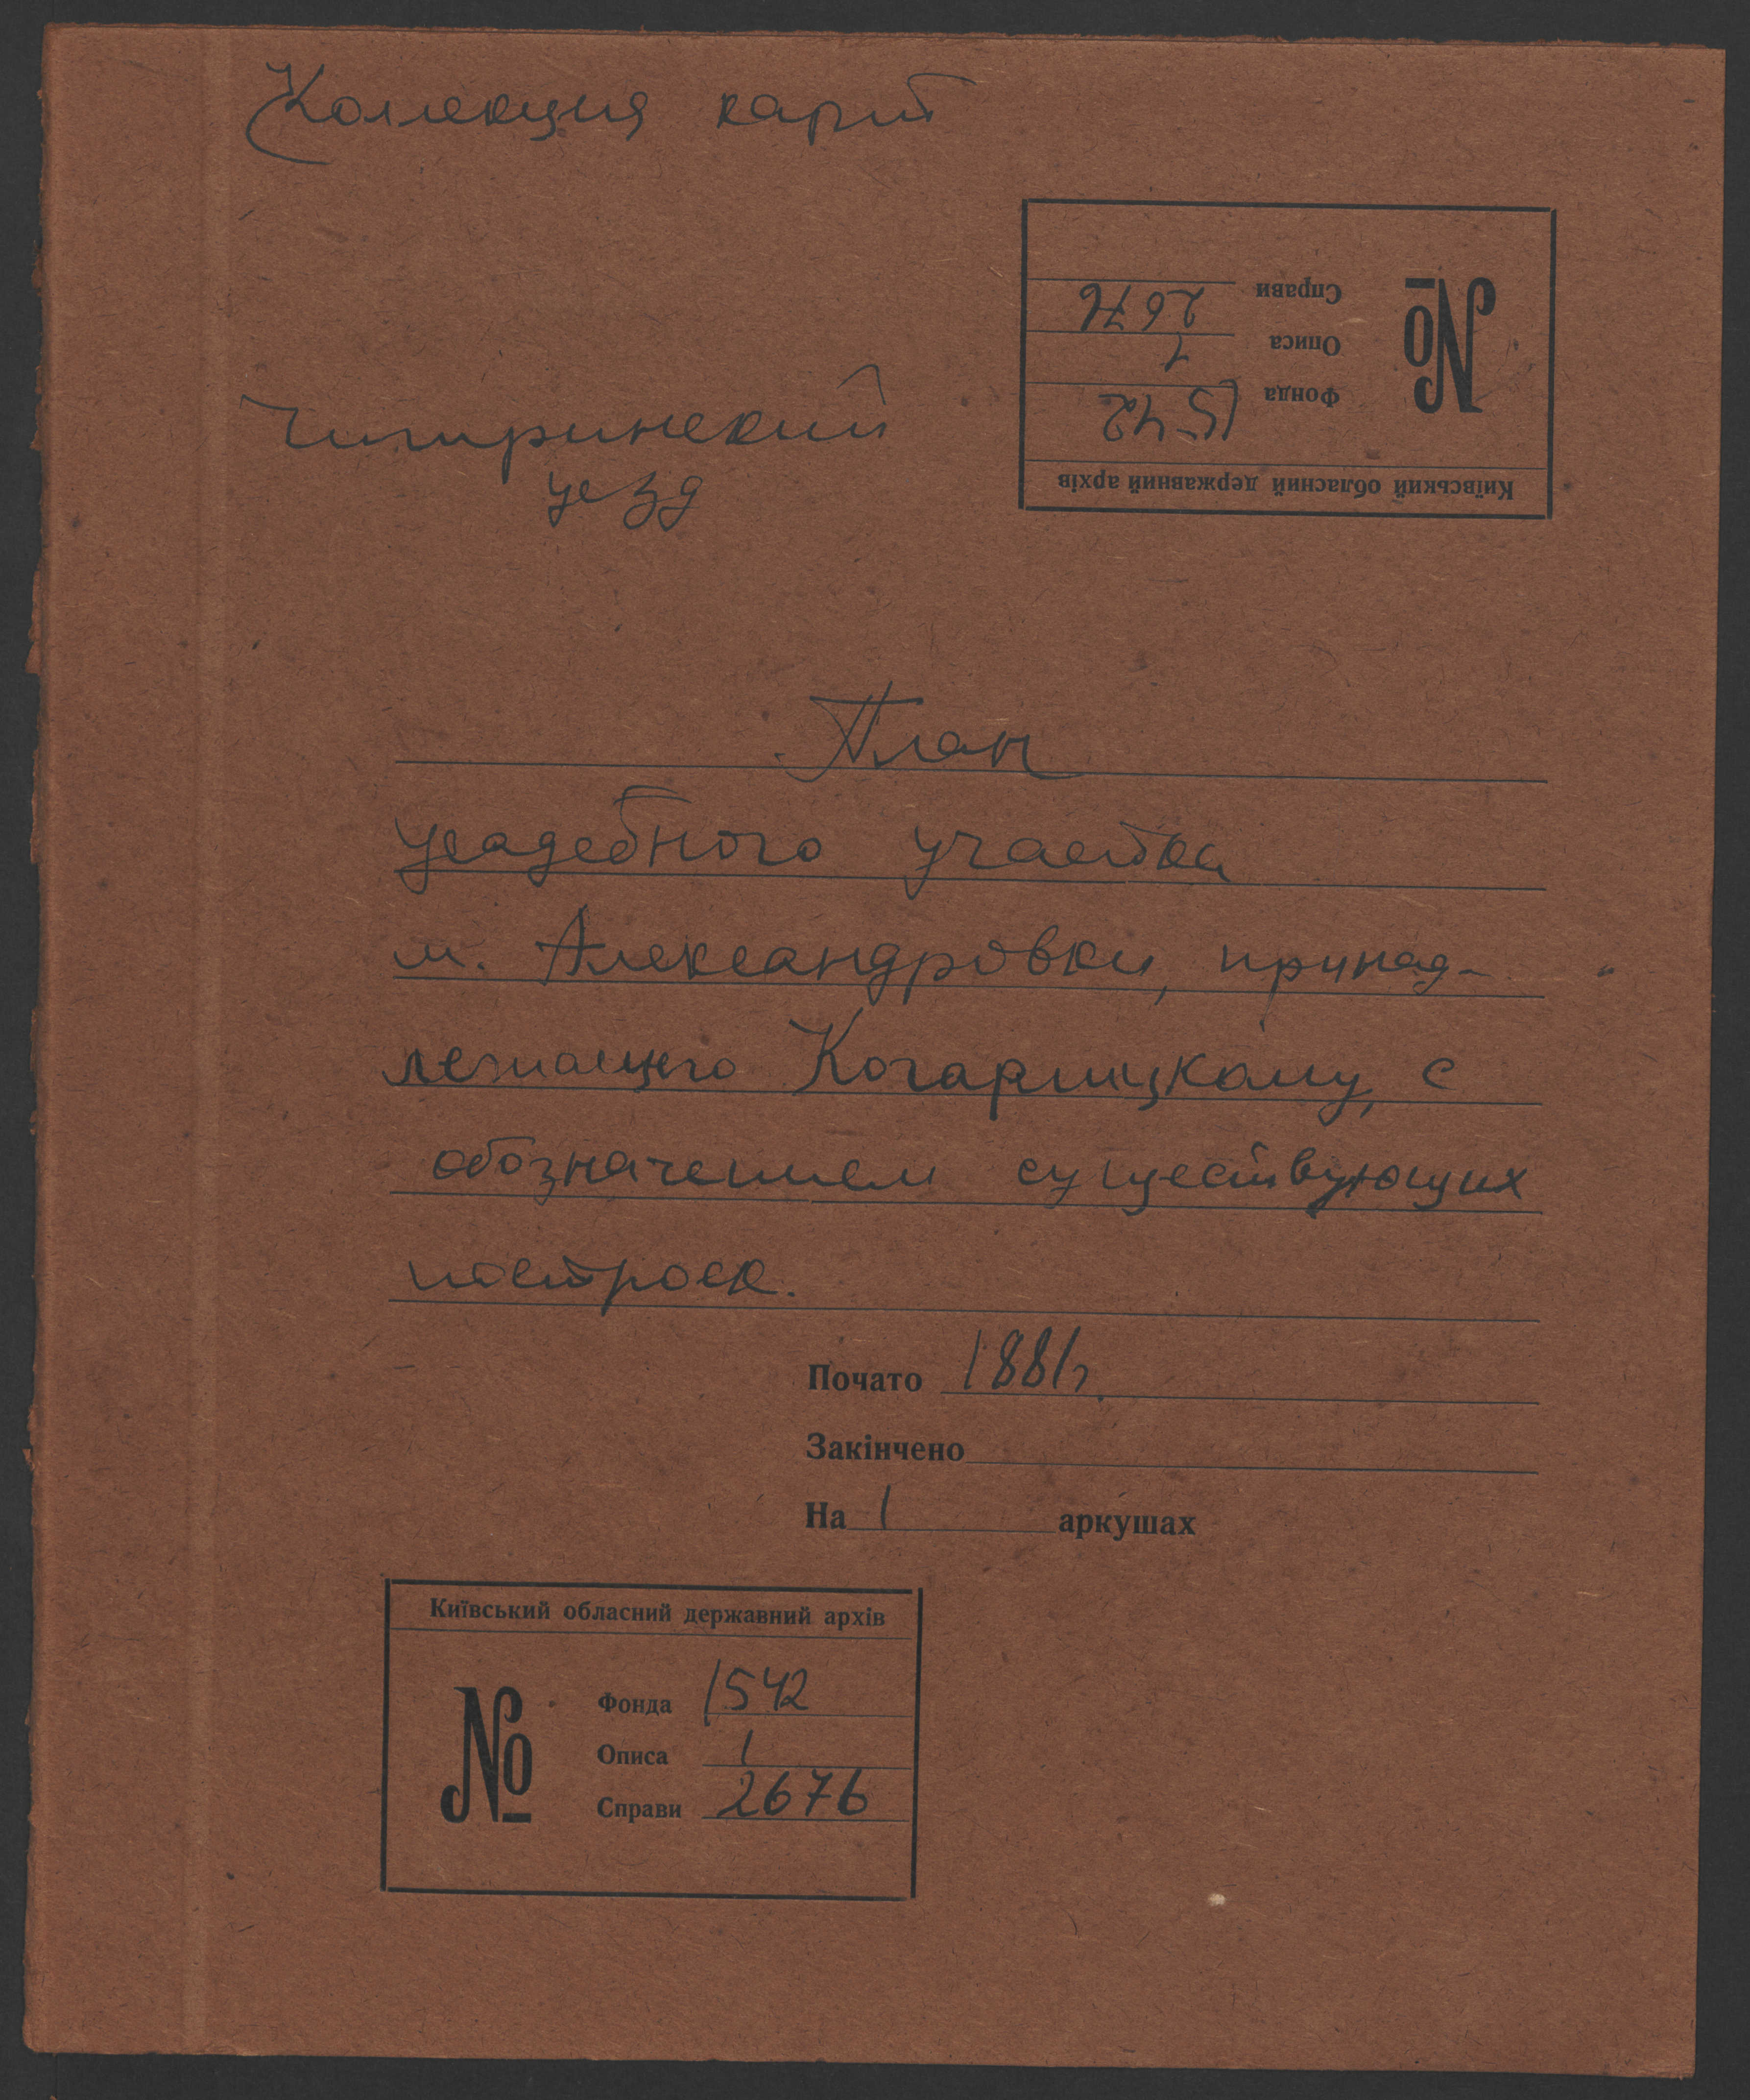 Коллекция карт
Київський обласний державний архів
№
Фонда 1542
Описа 1
Справи 2676
Чигиринский
уезд
План
усадебного участка
м. Александровки, принад-
лежащего Когарлицкому, с
обозначением существующих
построек.
Почато 1881 г.
Закінчено
На 1 аркушах
Київський обласний державний архів
№
Фонда 1542
Описа 1
Справи 2676